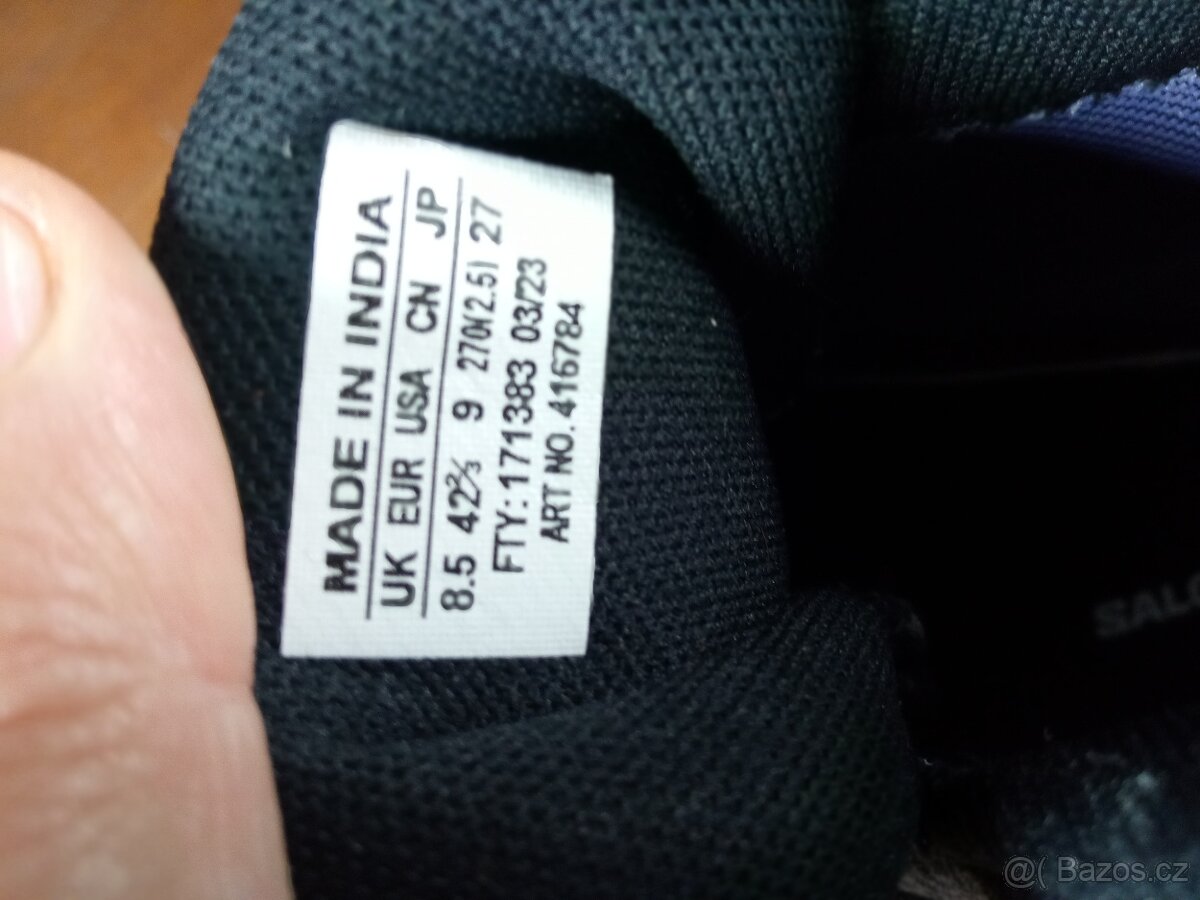 MADE IN INDIA
UK EUR USA CN JP
8.5 42⅔ 9 270(2.5) 27
FTY:171383 03/23
ART NO. 416784
@( Bazos.cz